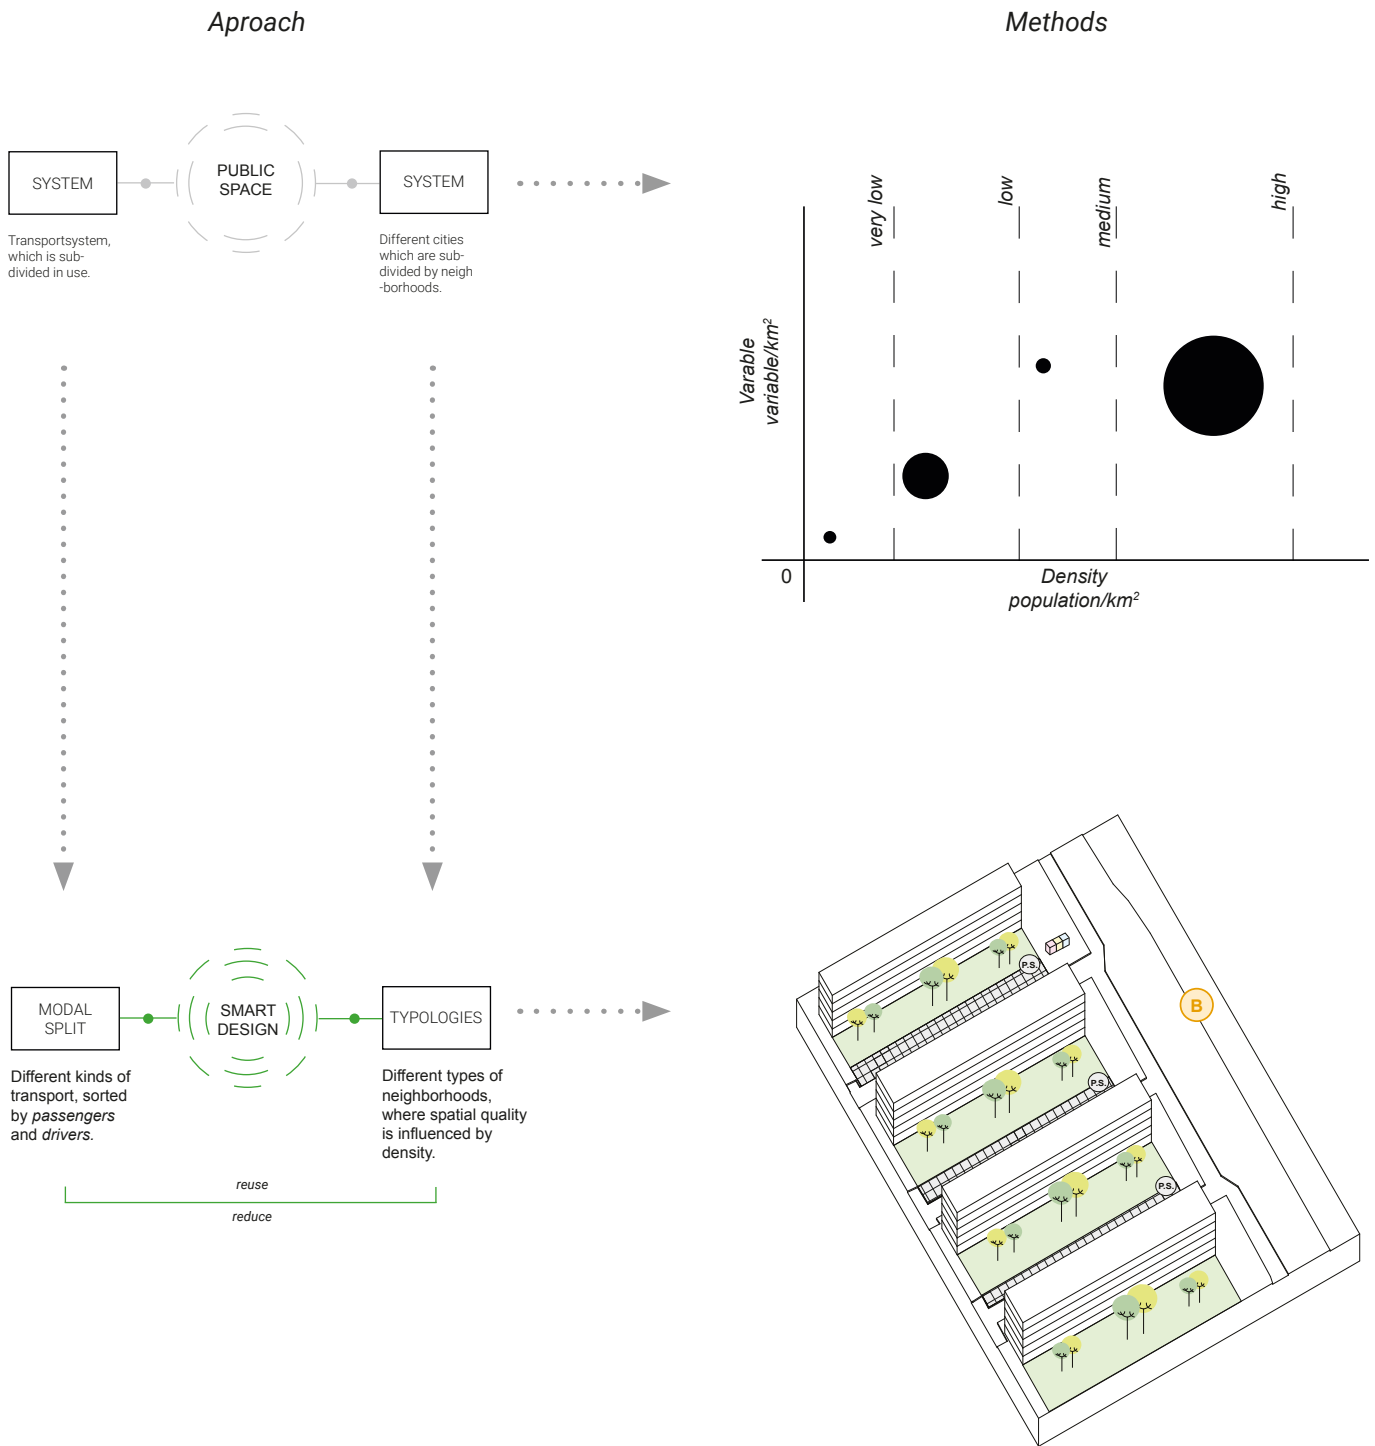 Aproach
Methods
SYSTEM
PUBLIC
SPACE
SYSTEM
Transportsystem,
which is sub-
divided in use.
Different cities
which are sub-
divided by neigh
-borhoods.
very low
low
medium
high
Varable
variable/km²
0
Density
population/km²
MODAL
SPLIT
SMART
DESIGN
TYPOLOGIES
Different kinds of
transport, sorted
by passengers
and drivers.
Different types of
neighborhoods,
where spatial quality
is influenced by
density.
reuse
reduce
P.S.
B
P.S.
P.S.